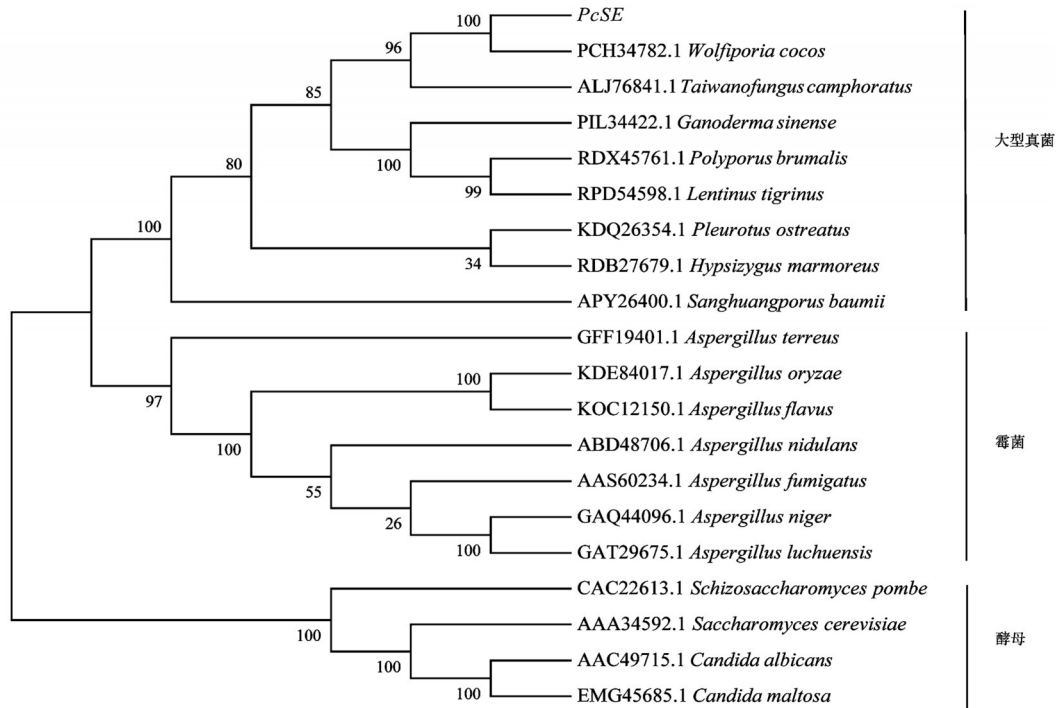 PcSE
100
PCH34782.1 Wolfiporia cocos
96
ALJ76841.1 Taiwanofungus camphoratus
85
PIL34422.1 Ganoderma sinense
大型真菌
100
RDX45761.1 Polyporus brumalis
80
99
RPD54598.1 Lentinus tigrinus
100
KDQ26354.1 Pleurotus ostreatus
34
RDB27679.1 Hypsizygus marmoreus
APY26400.1 Sanghuangporus baumii
GFF19401.1 Aspergillus terreus
97
100
KDE84017.1 Aspergillus oryzae
KOC12150.1 Aspergillus flavus
100
ABD48706.1 Aspergillus nidulans
霉菌
55
AAS60234.1 Aspergillus fumigatus
26
GAQ44096.1 Aspergillus niger
100
GAT29675.1 Aspergillus luchuensis
CAC22613.1 Schizosaccharomyces pombe
100
AAA34592.1 Saccharomyces cerevisiae
酵母
100
AAC49715.1 Candida albicans
100
EMG45685.1 Candida maltosa